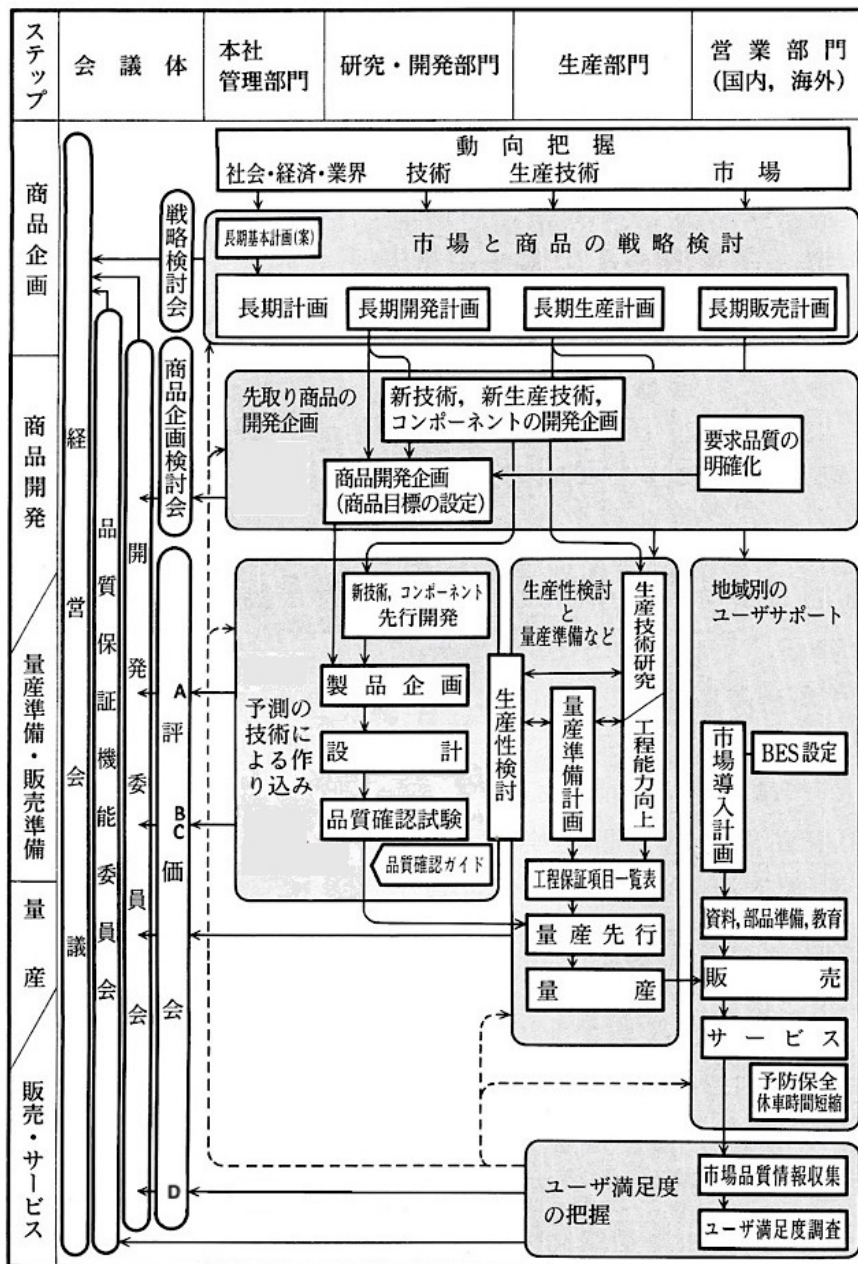 ステップ
会議体
本社
管理部門
研究・開発部門
生産部門
営業部門
(国内，海外)
商品企画
商品開発
量産準備・販売準備
量産
販売・サービス
経営会議
品質保証機能委員会
開発委員会
戦略検討会
商品企画検討会
評価会
A
B
C
D
動向把握
社会・経済・業界
技術
生産技術
市場
長期基本計画(案)
市場と商品の戦略検討
長期計画
長期開発計画
長期生産計画
長期販売計画
先取り商品の
開発企画
新技術，新生産技術，
コンポーネントの開発企画
要求品質の
明確化
商品開発企画
(商品目標の設定)
新技術，コンポーネント
先行開発
予測の
技術に
よる作
り込み
製品企画
設計
品質確認試験
品質確認ガイド
生産性検討
と
量産準備など
生産性検討
生産技術研究
工程能力向上
量産準備計画
工程保証項目一覧表
量産先行
量産
地域別の
ユーザサポート
市場導入計画
BES設定
資料，部品準備，教育
販売
サービス
予防保全
休車時間短縮
ユーザ満足度
の把握
市場品質情報収集
ユーザ満足度調査